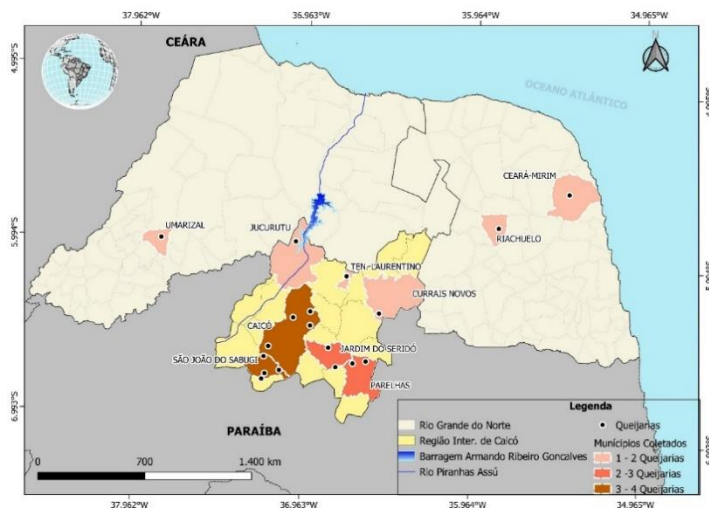 37.962°W 36.963°W 35.964°W 34.965°W
CEÁRA
N
4.995°S
OCEANO ATLÂNTICO
CEARÁ-MIRIM
UMARIZAL
JUCURUTU
RIACHUELO
5.994°S
TEN. LAURENTINO
CURRAIS NOVOS
CAICÓ
SÃO JOÃO DO SABUGI
JARDIM DO SERIDÓ
PARELHAS
6.993°S
PARAÍBA
Legenda
Rio Grande do Norte
Região Inter. de Caicó
Barragem Armando Ribeiro Goncalves
Rio Piranhas Assú
Queijarias
Municípios Coletados
1 - 2 Queijarias
2 -3 Queijarias
3 - 4 Queijarias
0 700 1.400 km
37.962°W 36.963°W 35.964°W 34.965°W